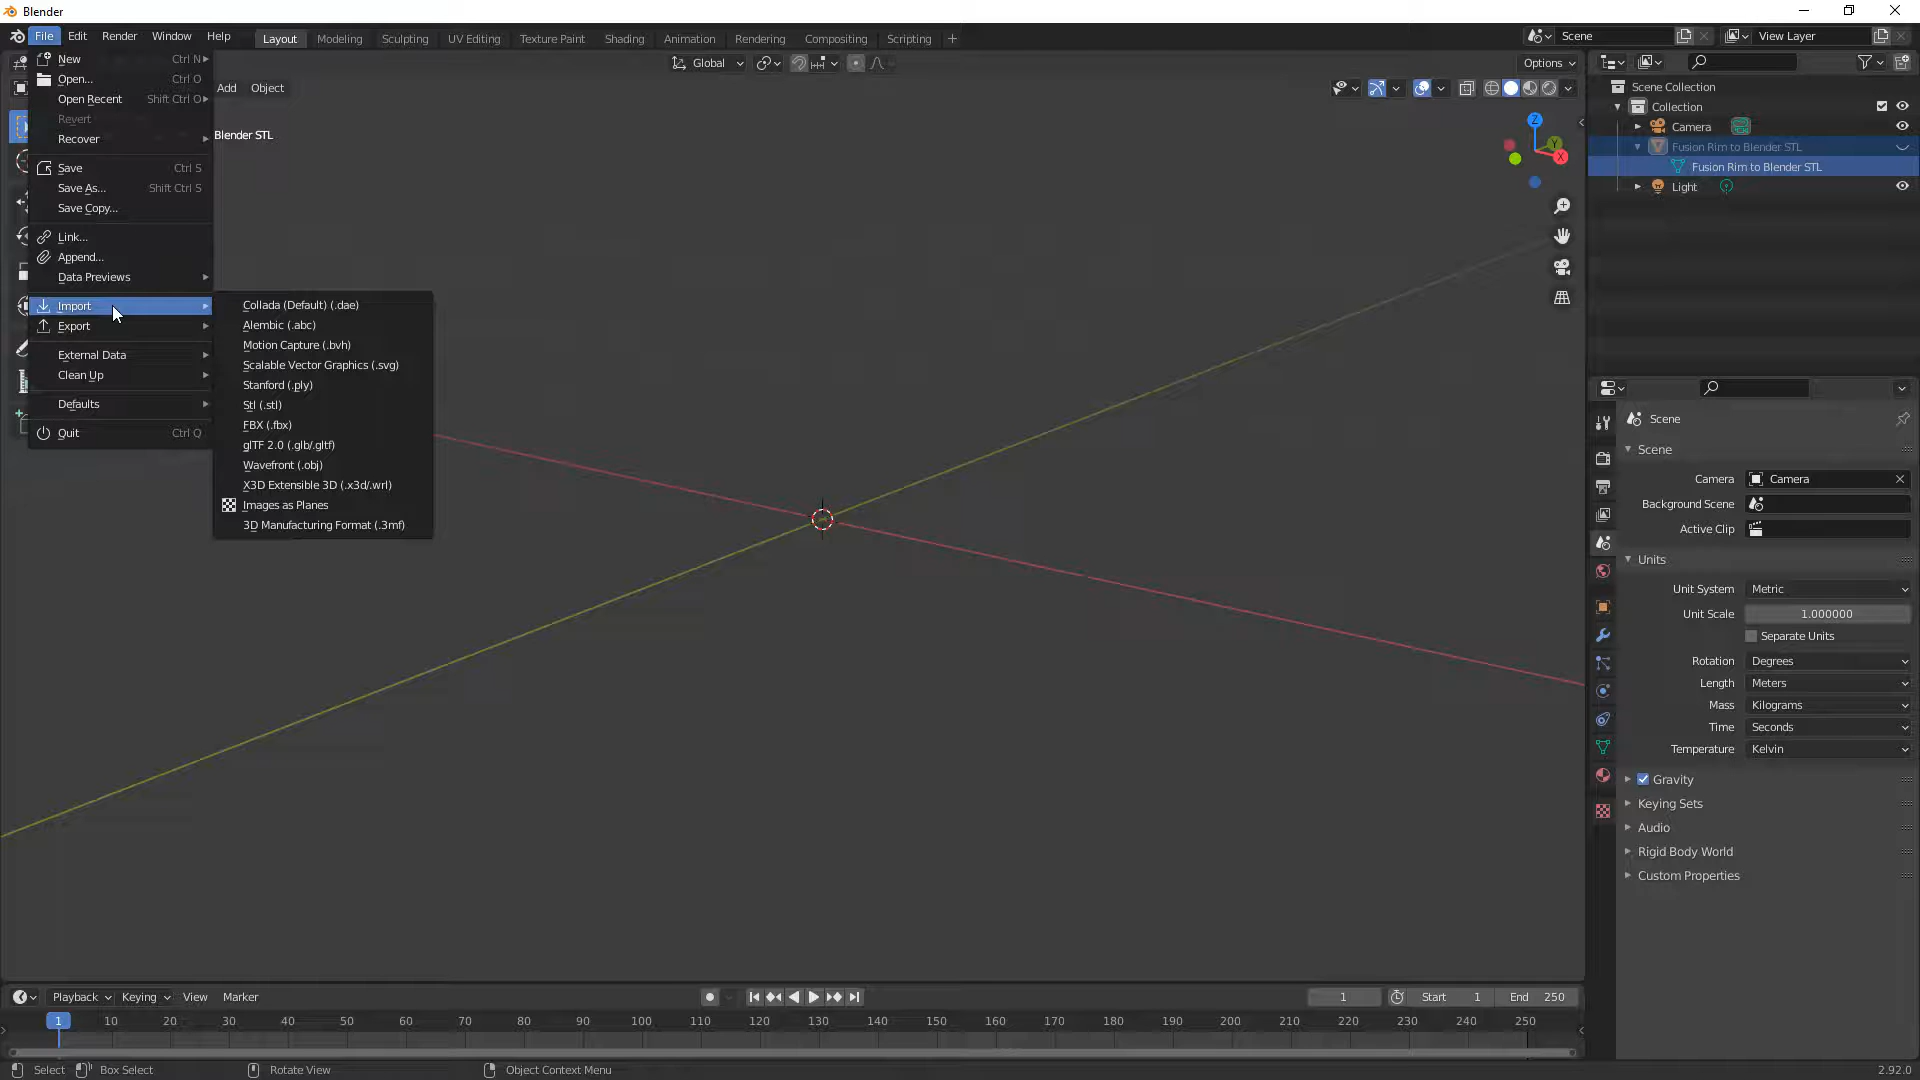 Blender
File Edit Render Window Help
Layout Modeling Sculpting UV Editing Texture Paint Shading Animation Rendering Compositing Scripting +
Scene
View Layer
New Ctrl N
Open... Ctrl O
Open Recent Shift Ctrl O
Revert
Recover
Save Ctrl S
Save As... Shift Ctrl S
Save Copy...
Link...
Append...
Data Previews
Import
Export
External Data
Clean Up
Defaults
Quit Ctrl Q
Collada (Default) (.dae)
Alembic (.abc)
Motion Capture (.bvh)
Scalable Vector Graphics (.svg)
Stanford (.ply)
Stl (.stl)
FBX (.fbx)
glTF 2.0 (.glb/.gltf)
Wavefront (.obj)
X3D Extensible 3D (.x3d/.wrl)
Images as Planes
3D Manufacturing Format (.3mf)
Add Object
Blender STL
Global
Options
Z
Y
X
Scene Collection
Collection
Camera
Fusion Rim to Blender STL
Fusion Rim to Blender STL
Light
Scene
Scene
Camera Camera
Background Scene
Active Clip
Units
Unit System Metric
Unit Scale 1.000000
Separate Units
Rotation Degrees
Length Meters
Mass Kilograms
Time Seconds
Temperature Kelvin
Gravity
Keying Sets
Audio
Rigid Body World
Custom Properties
Playback Keying View Marker
1 Start 1 End 250
1 10 20 30 40 50 60 70 80 90 100 110 120 130 140 150 160 170 180 190 200 210 220 230 240 250
Select Box Select Rotate View Object Context Menu 2.92.0